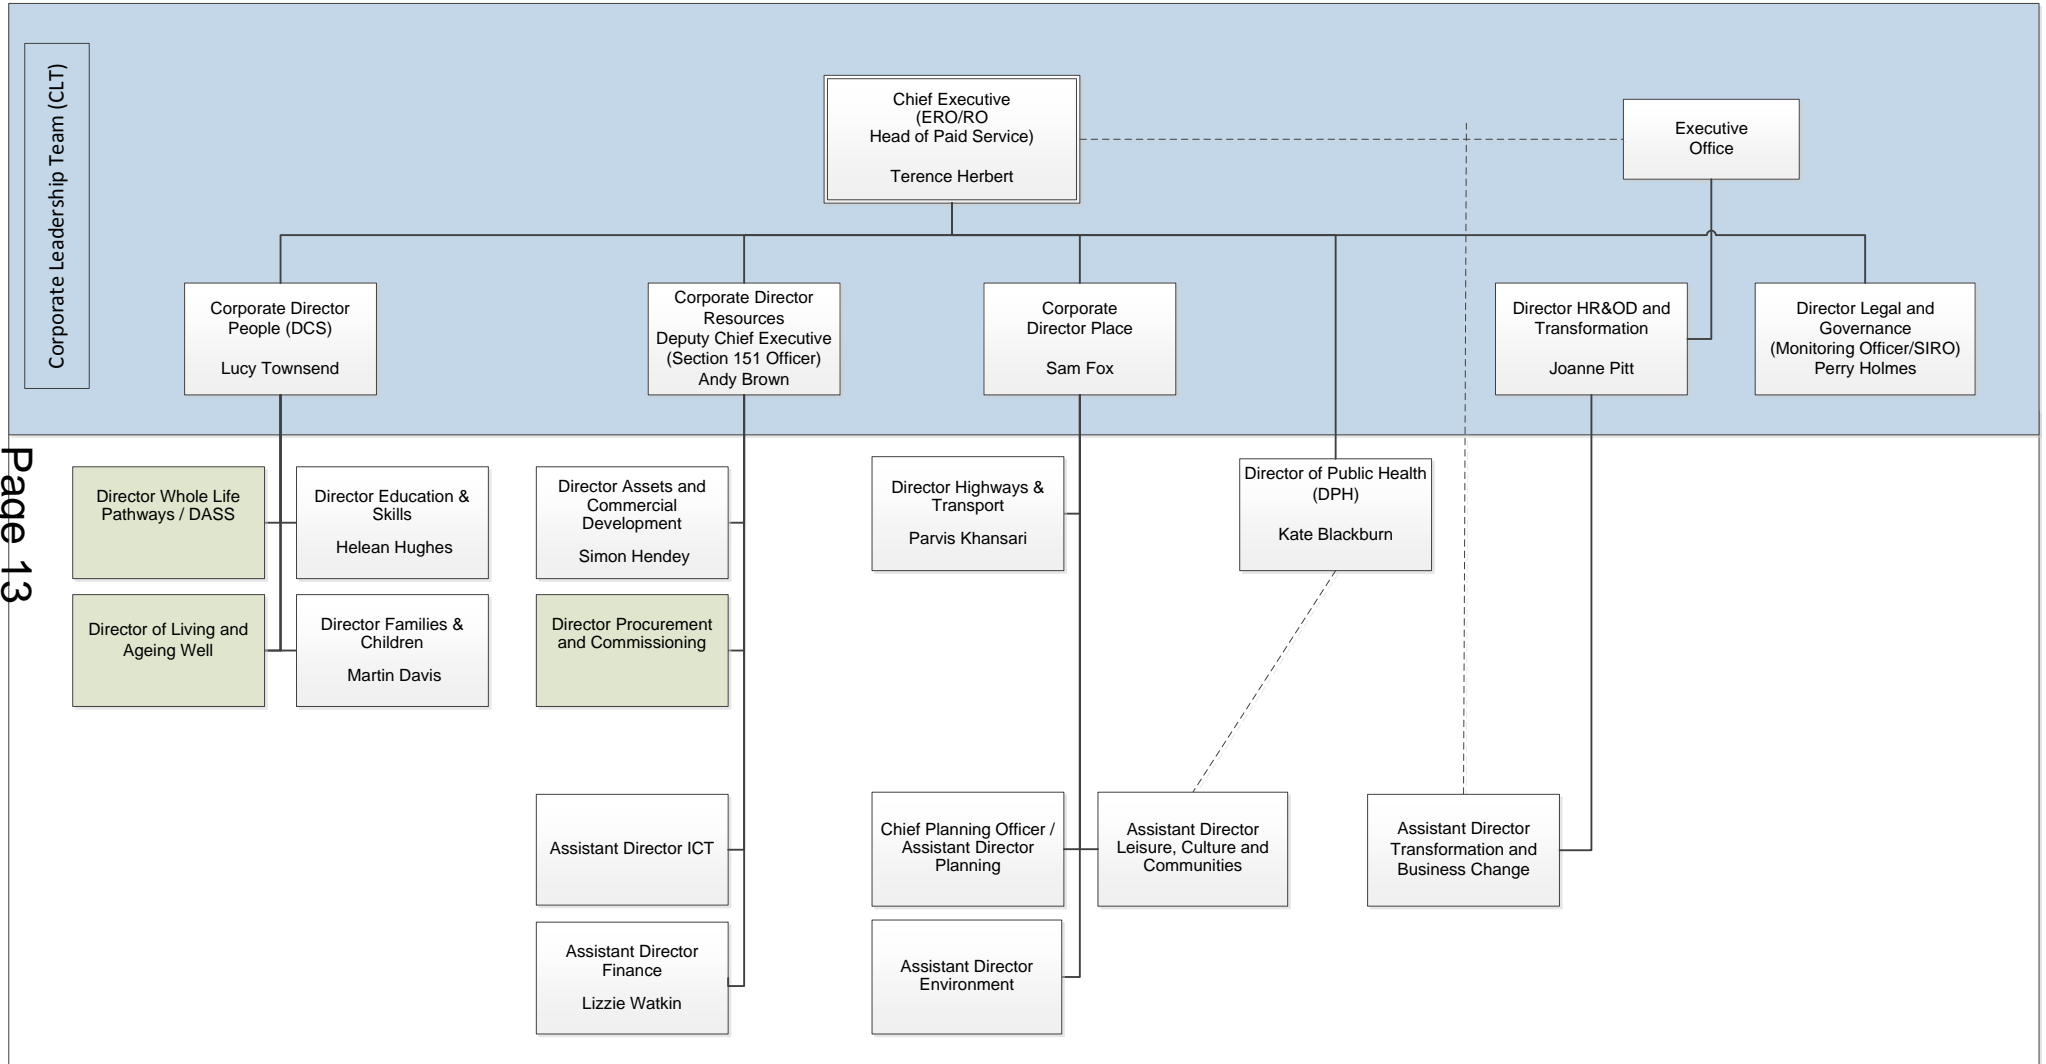 Corporate Leadership Team (CLT)
Chief Executive
(ERO/RO
Head of Paid Service)
Terence Herbert
Executive
Office
Corporate Director
People (DCS)
Lucy Townsend
Corporate Director
Resources
Deputy Chief Executive
(Section 151 Officer)
Andy Brown
Corporate
Director Place
Sam Fox
Director HR&OD and
Transformation
Joanne Pitt
Director Legal and
Governance
(Monitoring Officer/SIRO)
Perry Holmes
Page 13
Director Whole Life
Pathways / DASS
Director Education &
Skills
Helean Hughes
Director Assets and
Commercial
Development
Simon Hendey
Director Highways &
Transport
Parvis Khansari
Director of Public Health
(DPH)
Kate Blackburn
Director of Living and
Ageing Well
Director Families &
Children
Martin Davis
Director Procurement
and Commissioning
Assistant Director ICT
Chief Planning Officer /
Assistant Director
Planning
Assistant Director
Leisure, Culture and
Communities
Assistant Director
Transformation and
Business Change
Assistant Director
Finance
Lizzie Watkin
Assistant Director
Environment